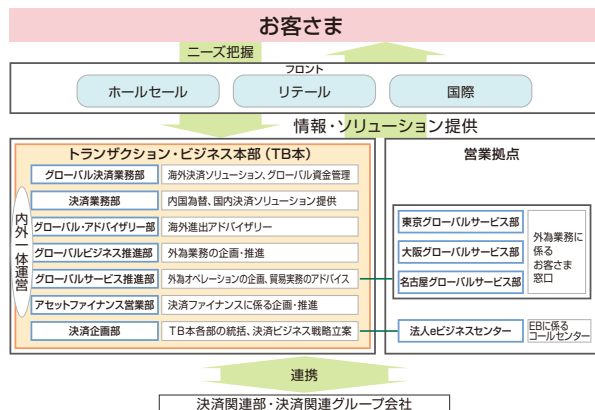 お客さま
ニーズ把握
フロント
ホールセール
リテール
国際
情報・ソリューション提供
トランザクション・ビジネス本部（TB本）
内外一体運営
グローバル決済業務部
海外決済ソリューション、グローバル資金管理
決済業務部
内国為替、国内決済ソリューション提供
グローバル・アドバイザリー部
海外進出アドバイザリー
グローバルビジネス推進部
外為業務の企画・推進
グローバルサービス推進部
外為オペレーションの企画、貿易実務のアドバイス
アセットファイナンス営業部
決済ファイナンスに係る企画・推進
決済企画部
TB本各部の統括、決済ビジネス戦略立案
営業拠点
東京グローバルサービス部
大阪グローバルサービス部
名古屋グローバルサービス部
外為業務に
係る
お客さま
窓口
法人eビジネスセンター
EBに係る
コールセンター
連携
決済関連部・決済関連グループ会社